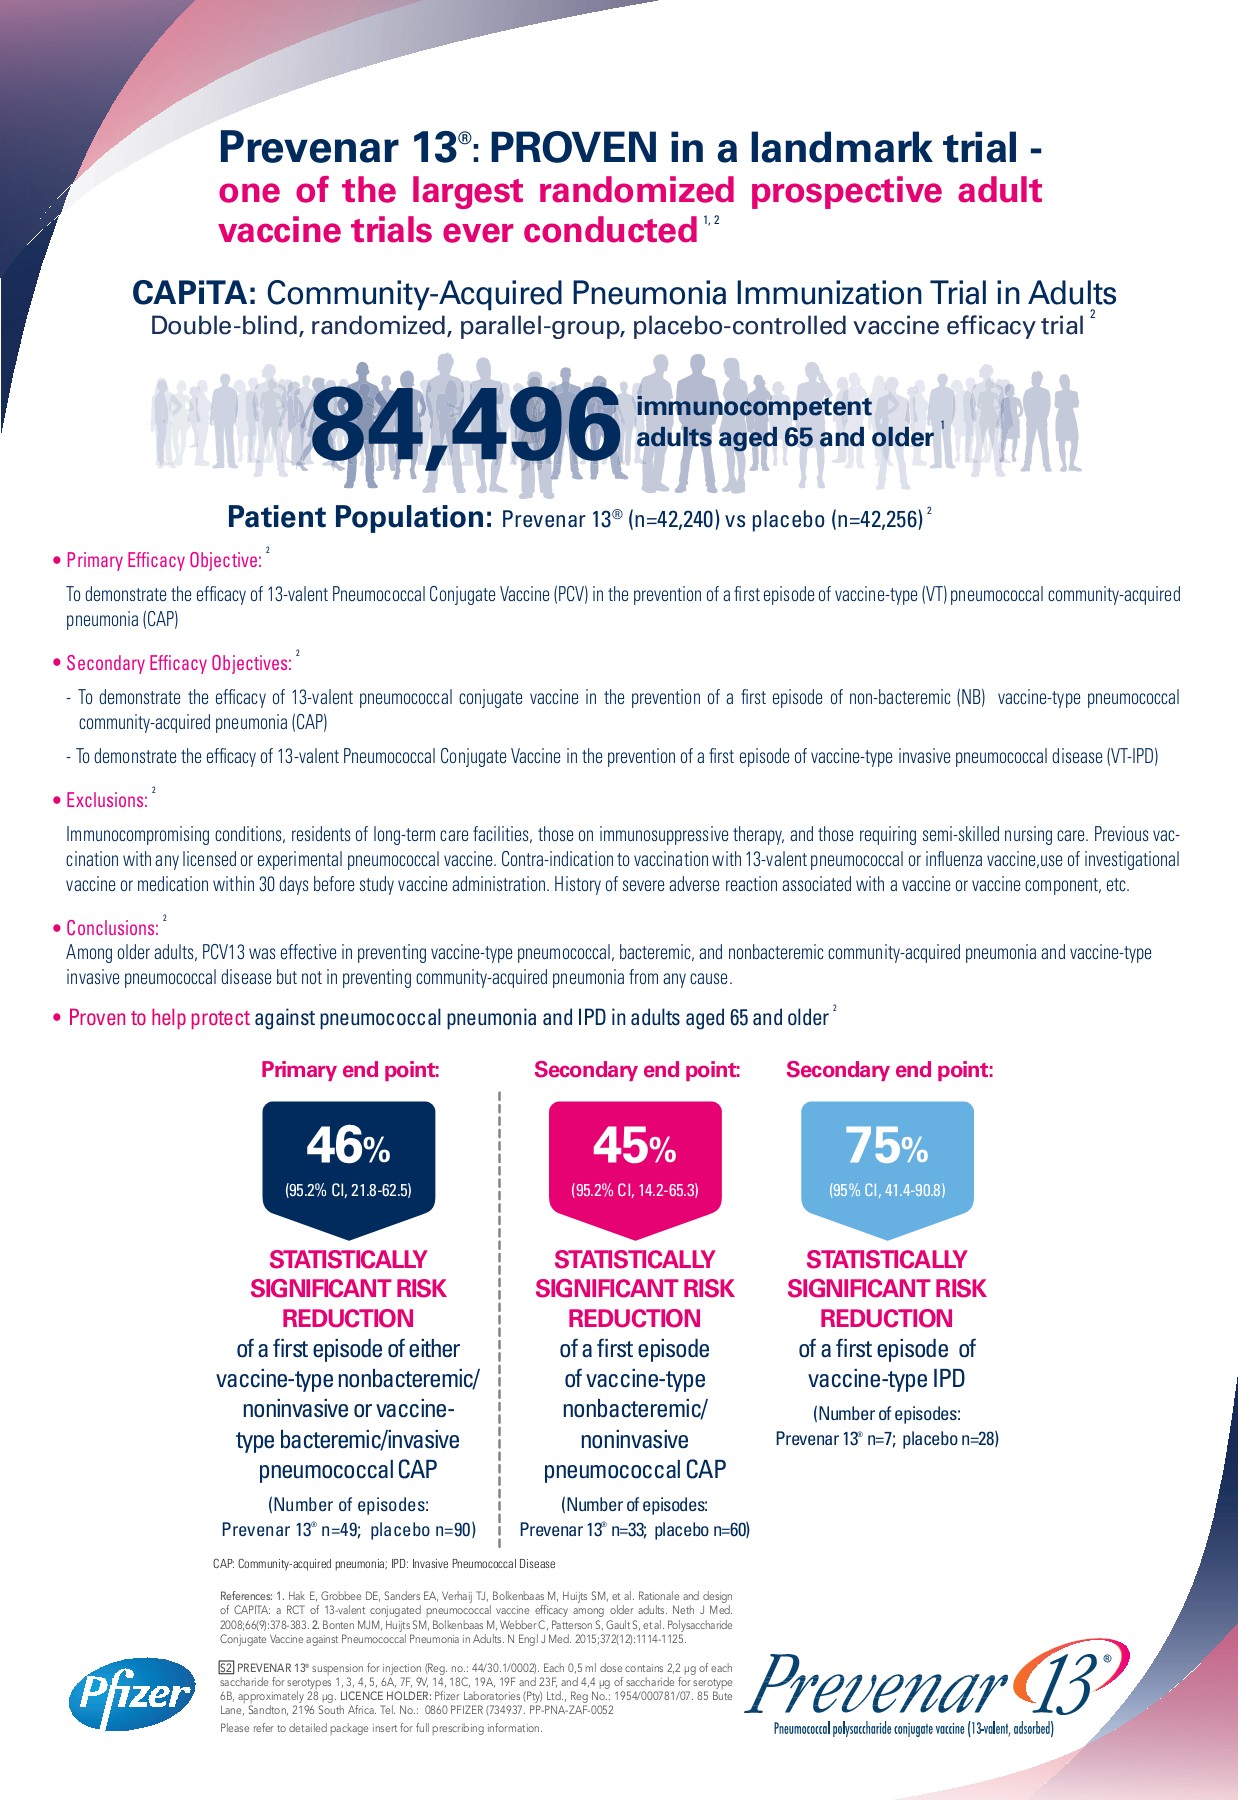 Prevenar 13®: PROVEN in a landmark trial -
one of the largest randomized prospective adult
vaccine trials ever conducted 1, 2
CAPiTA: Community-Acquired Pneumonia Immunization Trial in Adults
Double-blind, randomized, parallel-group, placebo-controlled vaccine efficacy trial 2
84,496 immunocompetent
adults aged 65 and older 1
Patient Population: Prevenar 13® (n=42,240) vs placebo (n=42,256) 2
• Primary Efficacy Objective: 2
To demonstrate the efficacy of 13-valent Pneumococcal Conjugate Vaccine (PCV) in the prevention of a first episode of vaccine-type (VT) pneumococcal community-acquired
pneumonia (CAP)
• Secondary Efficacy Objectives: 2
- To demonstrate the efficacy of 13-valent pneumococcal conjugate vaccine in the prevention of a first episode of non-bacteremic (NB) vaccine-type pneumococcal
community-acquired pneumonia (CAP)
- To demonstrate the efficacy of 13-valent Pneumococcal Conjugate Vaccine in the prevention of a first episode of vaccine-type invasive pneumococcal disease (VT-IPD)
• Exclusions: 2
Immunocompromising conditions, residents of long-term care facilities, those on immunosuppressive therapy, and those requiring semi-skilled nursing care. Previous vac-
cination with any licensed or experimental pneumococcal vaccine. Contra-indication to vaccination with 13-valent pneumococcal or influenza vaccine,use of investigational
vaccine or medication within 30 days before study vaccine administration. History of severe adverse reaction associated with a vaccine or vaccine component, etc.
• Conclusions: 2
Among older adults, PCV13 was effective in preventing vaccine-type pneumococcal, bacteremic, and nonbacteremic community-acquired pneumonia and vaccine-type
invasive pneumococcal disease but not in preventing community-acquired pneumonia from any cause.
• Proven to help protect against pneumococcal pneumonia and IPD in adults aged 65 and older 2
Primary end point:
46%
(95.2% CI, 21.8-62.5)
STATISTICALLY
SIGNIFICANT RISK
REDUCTION
of a first episode of either
vaccine-type nonbacteremic/
noninvasive or vaccine-
type bacteremic/invasive
pneumococcal CAP
(Number of episodes:
Prevenar 13® n=49; placebo n=90)
Secondary end point:
45%
(95.2% CI, 14.2-65.3)
STATISTICALLY
SIGNIFICANT RISK
REDUCTION
of a first episode
of vaccine-type
nonbacteremic/
noninvasive
pneumococcal CAP
(Number of episodes:
Prevenar 13® n=33; placebo n=60)
Secondary end point:
75%
(95% CI, 41.4-90.8)
STATISTICALLY
SIGNIFICANT RISK
REDUCTION
of a first episode of
vaccine-type IPD
(Number of episodes:
Prevenar 13® n=7; placebo n=28)
CAP: Community-acquired pneumonia; IPD: Invasive Pneumococcal Disease
References: 1. Hak E, Grobbee DE, Sanders EA, Verhaij TJ, Bolkenbaas M, Huijts SM, et al. Rationale and design
of CAPITA: a RCT of 13-valent conjugated pneumococcal vaccine efficacy among older adults. Neth J Med.
2008;66(9):378-383. 2. Bonten MJM, Huijts SM, Bolkenbaas M, Webber C, Patterson S, Gault S, et al. Polysaccharide
Conjugate Vaccine against Pneumococcal Pneumonia in Adults. N Engl J Med. 2015;372(12):1114-1125.
S2 PREVENAR 13® suspension for injection (Reg. no.: 44/30.1/0002). Each 0,5 ml dose contains 2,2 µg of each
saccharide for serotypes 1, 3, 4, 5, 6A, 7F, 9V, 14, 18C, 19A, 19F and 23F, and 4,4 µg of saccharide for serotype
6B, approximately 28 µg. LICENCE HOLDER: Pfizer Laboratories (Pty) Ltd., Reg No.: 1954/000781/07. 85 Bute
Lane, Sandton, 2196 South Africa. Tel. No.: 0860 PFIZER (734937. PP-PNA-ZAF-0052
Please refer to detailed package insert for full prescribing information.
Pfizer
Prevenar 13®
Pneumococcal polysaccharide conjugate vaccine (13-valent, adsorbed)